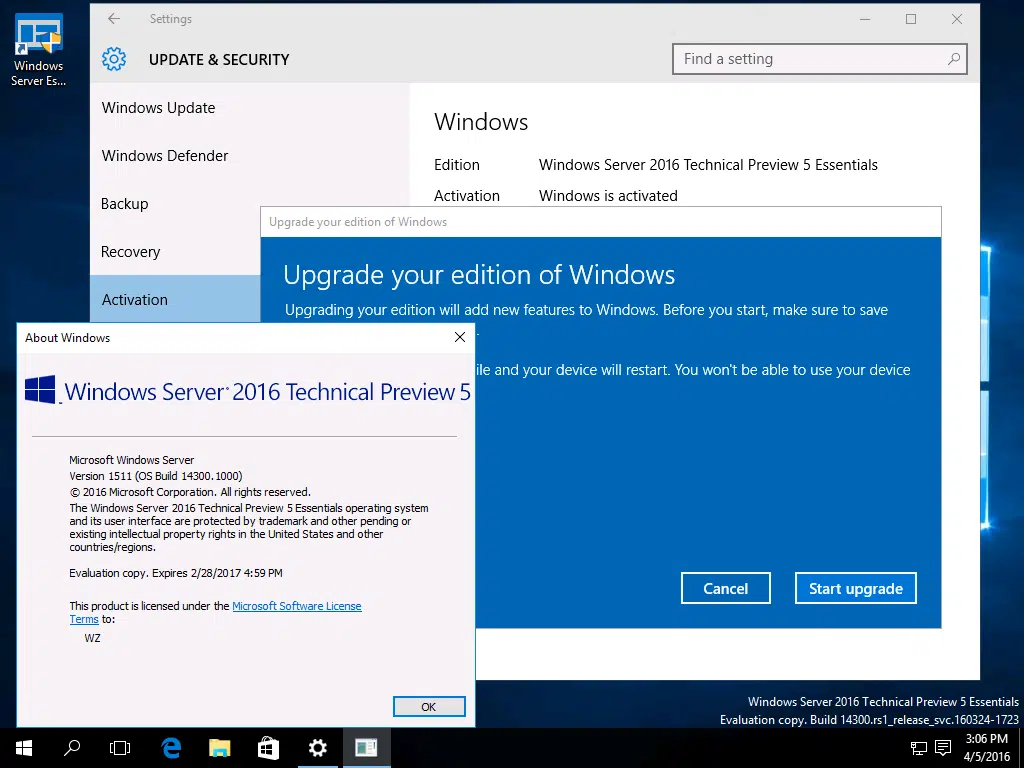 Windows
Server Es...
Settings
UPDATE & SECURITY
Find a setting
Windows Update
Windows Defender
Backup
Recovery
Activation
Windows
Edition Windows Server 2016 Technical Preview 5 Essentials
Activation Windows is activated
Upgrade your edition of Windows
Upgrade your edition of Windows
Upgrading your edition will add new features to Windows. Before you start, make sure to save
.
ile and your device will restart. You won't be able to use your device
Cancel Start upgrade
About Windows
Windows Server® 2016 Technical Preview 5
Microsoft Windows Server
Version 1511 (OS Build 14300.1000)
© 2016 Microsoft Corporation. All rights reserved.
The Windows Server 2016 Technical Preview 5 Essentials operating system
and its user interface are protected by trademark and other pending or
existing intellectual property rights in the United States and other
countries/regions.
Evaluation copy. Expires 2/28/2017 4:59 PM
This product is licensed under the Microsoft Software License
Terms to:
WZ
OK
Windows Server 2016 Technical Preview 5 Essentials
Evaluation copy. Build 14300.rs1_release_svc.160324-1723
3:06 PM
4/5/2016